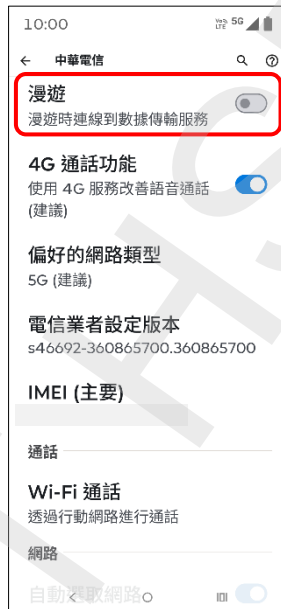 10:00 Vo LTE 5G
中華電信
漫遊
漫遊時連線到數據傳輸服務
4G 通話功能
使用 4G 服務改善語音通話
(建議)
偏好的網路類型
5G (建議)
電信業者設定版本
s46692-360865700.360865700
IMEI (主要)
通話
Wi-Fi 通話
透過行動網路進行通話
網路
自動選取網路